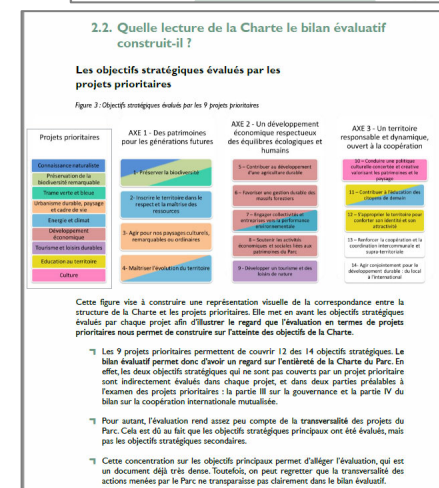 2.2. Quelle lecture de la Charte le bilan évaluatif
construit-il ?
Les objectifs stratégiques évalués par les
projets prioritaires
Figure 3 : Objectifs stratégiques évalués par les 9 projets prioritaires
Projets prioritaires
Connaissance naturaliste
Préservation de la
biodiversité remarquable
Trame verte et bleue
Urbanisme durable, paysage
et cadre de vie
Energie et climat
Développement
économique
Tourisme et loisirs durables
Education au territoire
Culture
AXE 1 - Des patrimoines
pour les générations futures
1- Préserver la biodiversité
2- Inscrire le territoire dans le
respect et la maîtrise des
ressources
3- Agir pour nos paysages culturels,
remarquables ou ordinaires
4- Maîtriser l'évolution du territoire
AXE 2 - Un développement
économique respectueux
des équilibres écologiques et
humains
5 – Contribuer au développement
d'une agriculture durable
6 – Favoriser une gestion durable des
massifs forestiers
7 – Engager collectivités et
entreprises vers la performance
environnementale
8 – Soutenir les activités
économiques et sociales liées aux
patrimoines du Parc
9 - Développer un tourisme et des
loisirs de nature
AXE 3 - Un territoire
responsable et dynamique,
ouvert à la coopération
10 – Conduire une politique
culturelle concertée et créative
valorisant les patrimoines et le
paysage
11 – Contribuer à l'éducation des
citoyens de demain
12 – S'approprier le territoire pour
conforter son identité et son
attractivité
13 – Renforcer la coopération et la
coordination intercommunale et
supra-territoriale
14- Agir conjointement pour le
développement durable : du local
à l'international
Cette figure vise à construire une représentation visuelle de la correspondance entre la
structure de la Charte et les projets prioritaires. Elle met en avant les objectifs stratégiques
évalués par chaque projet afin d'illustrer le regard que l'évaluation en termes de projets
prioritaires nous permet de construire sur l'atteinte des objectifs de la Charte.
Les 9 projets prioritaires permettent de couvrir 12 des 14 objectifs stratégiques. Le
bilan évaluatif permet donc d'avoir un regard sur l'entièreté de la Charte du Parc. En
effet, les deux objectifs stratégiques qui ne sont pas couverts par un projet prioritaire
sont indirectement évalués dans chaque projet, et dans deux parties préalables à
l'examen des projets prioritaires : la partie III sur la gouvernance et la partie IV du
bilan sur la coopération internationale mutualisée.
Pour autant, l'évaluation rend assez peu compte de la transversalité des projets du
Parc. Cela est dû au fait que les objectifs stratégiques principaux ont été évalués, mais
pas les objectifs stratégiques secondaires.
Cette concentration sur les objectifs principaux permet d'alléger l'évaluation, qui est
un document déjà très dense. Toutefois, on peut regretter que la transversalité des
actions menées par le Parc ne transparaisse pas clairement dans le bilan évaluatif.